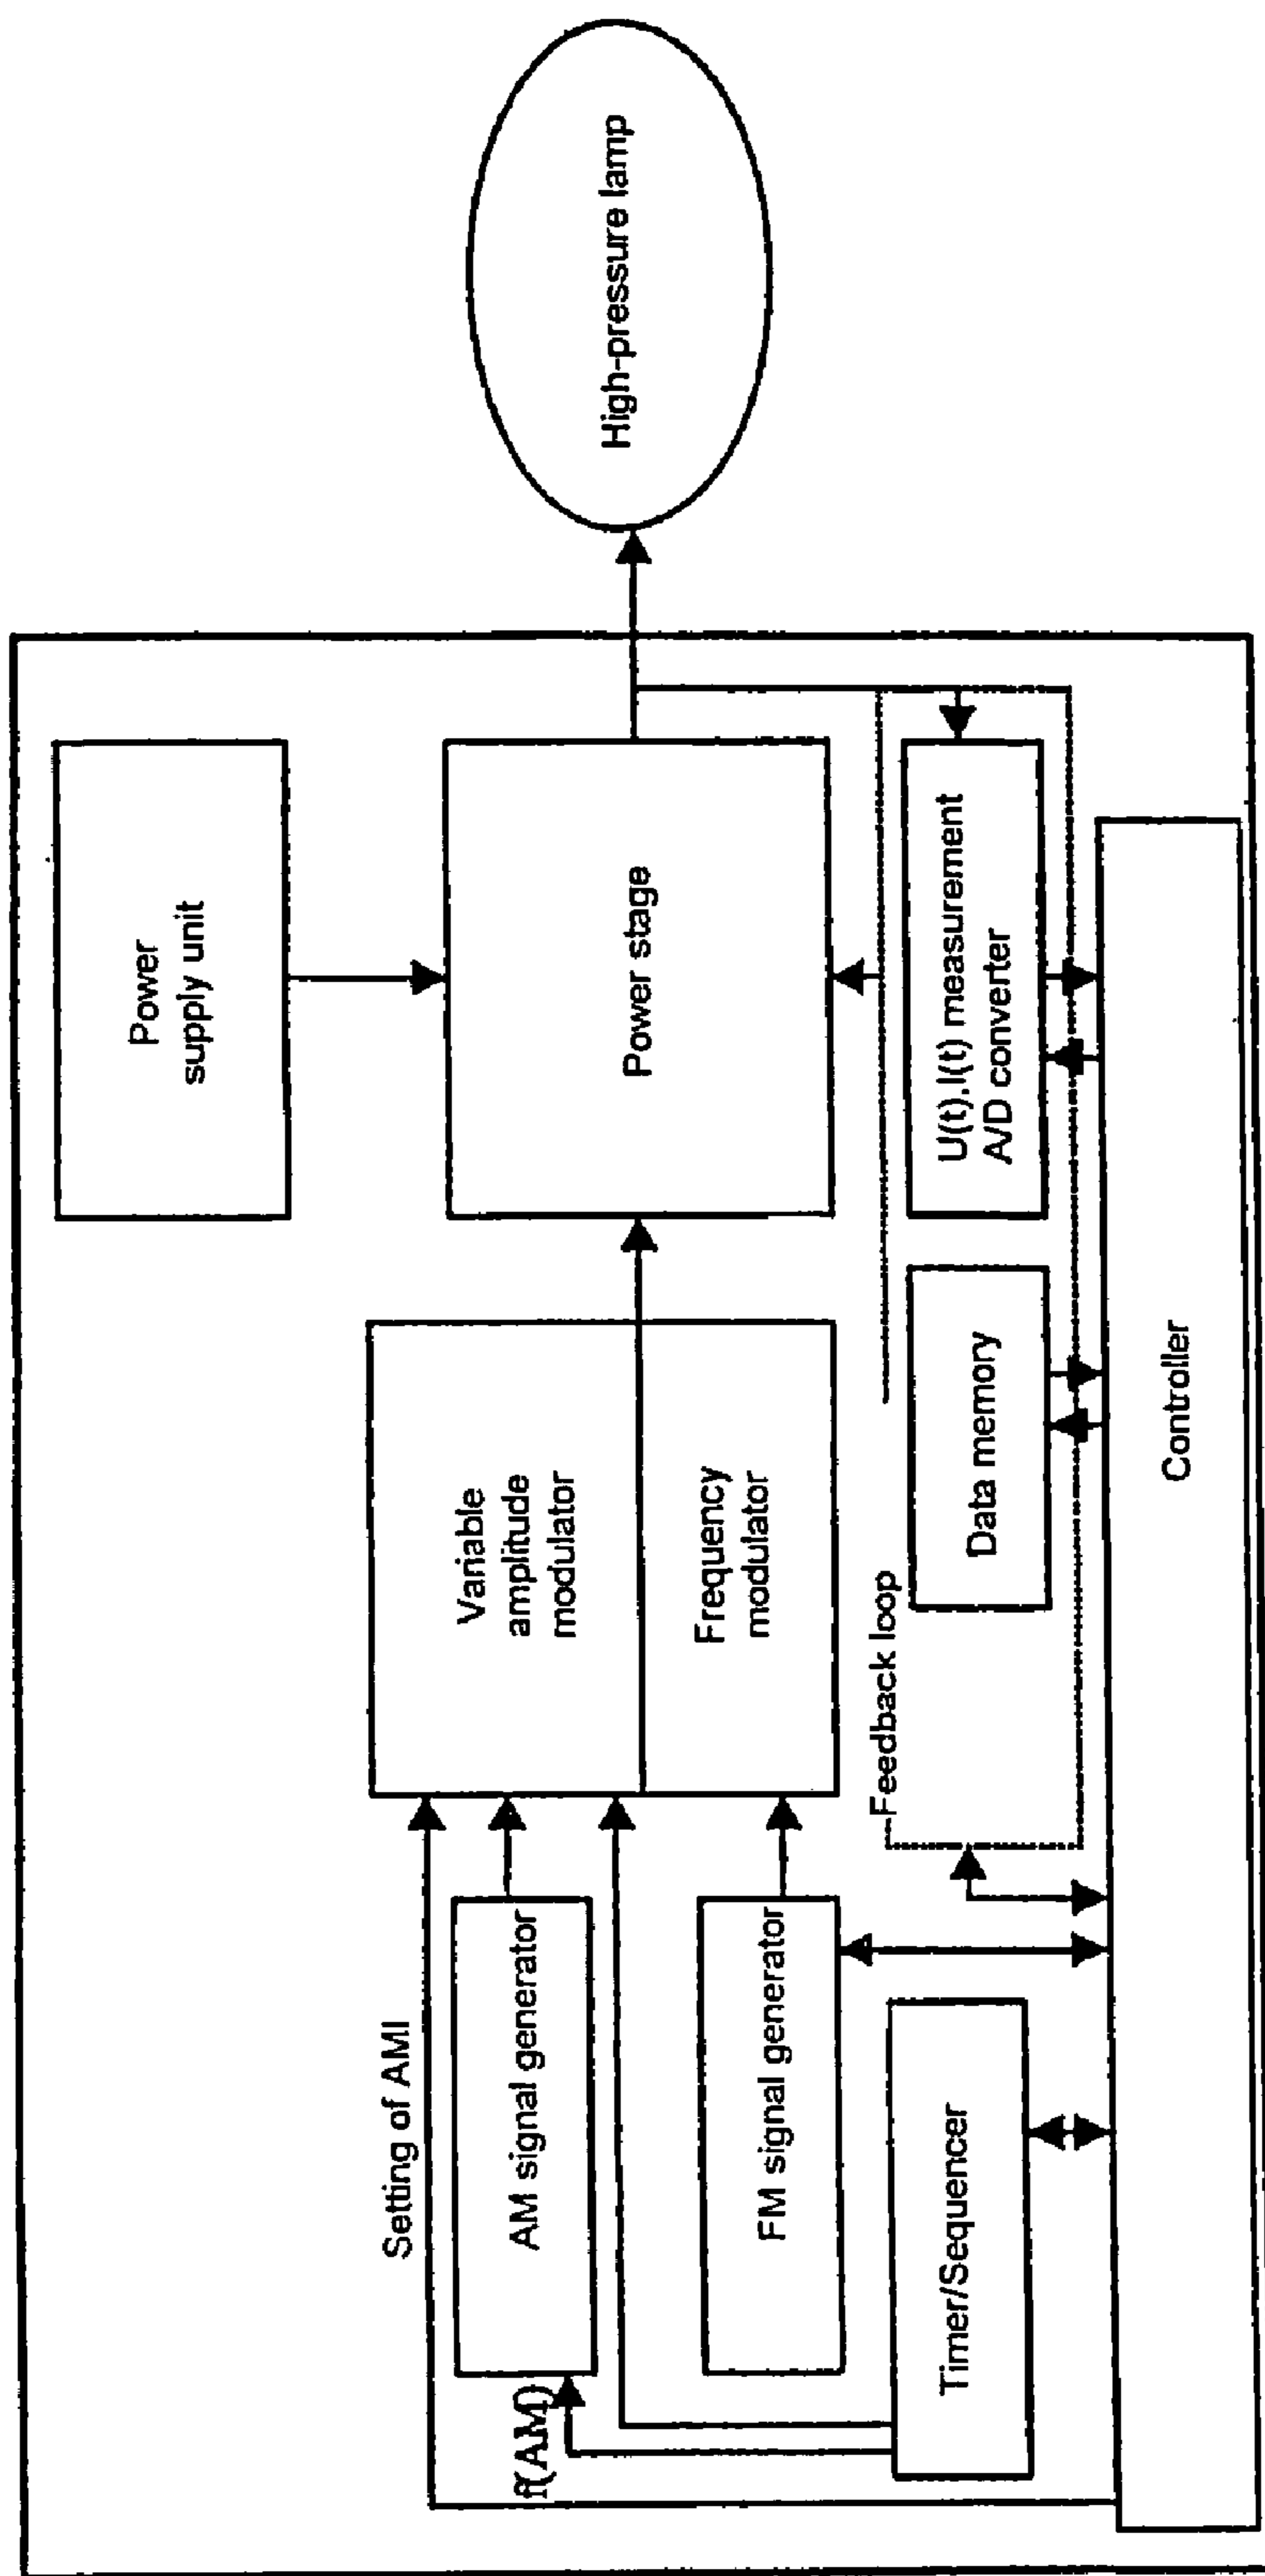 Power
supply unit
High-pressure lamp
Power stage
Variable
amplitude
modulator
Frequency
modulator
Setting of AMI
AM signal generator
f(AM)
FM signal generator
Feedback loop
U(t).I(t) measurement
A/D converter
Data memory
Timer/Sequencer
Controller